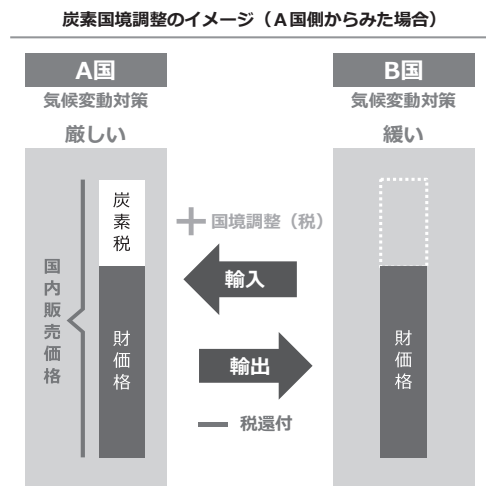 炭素国境調整のイメージ（A国側からみた場合）
A国
気候変動対策
厳しい
国内販売価格
炭素税
財価格
＋国境調整（税）
輸入
輸出
ー 税還付
B国
気候変動対策
緩い
財価格